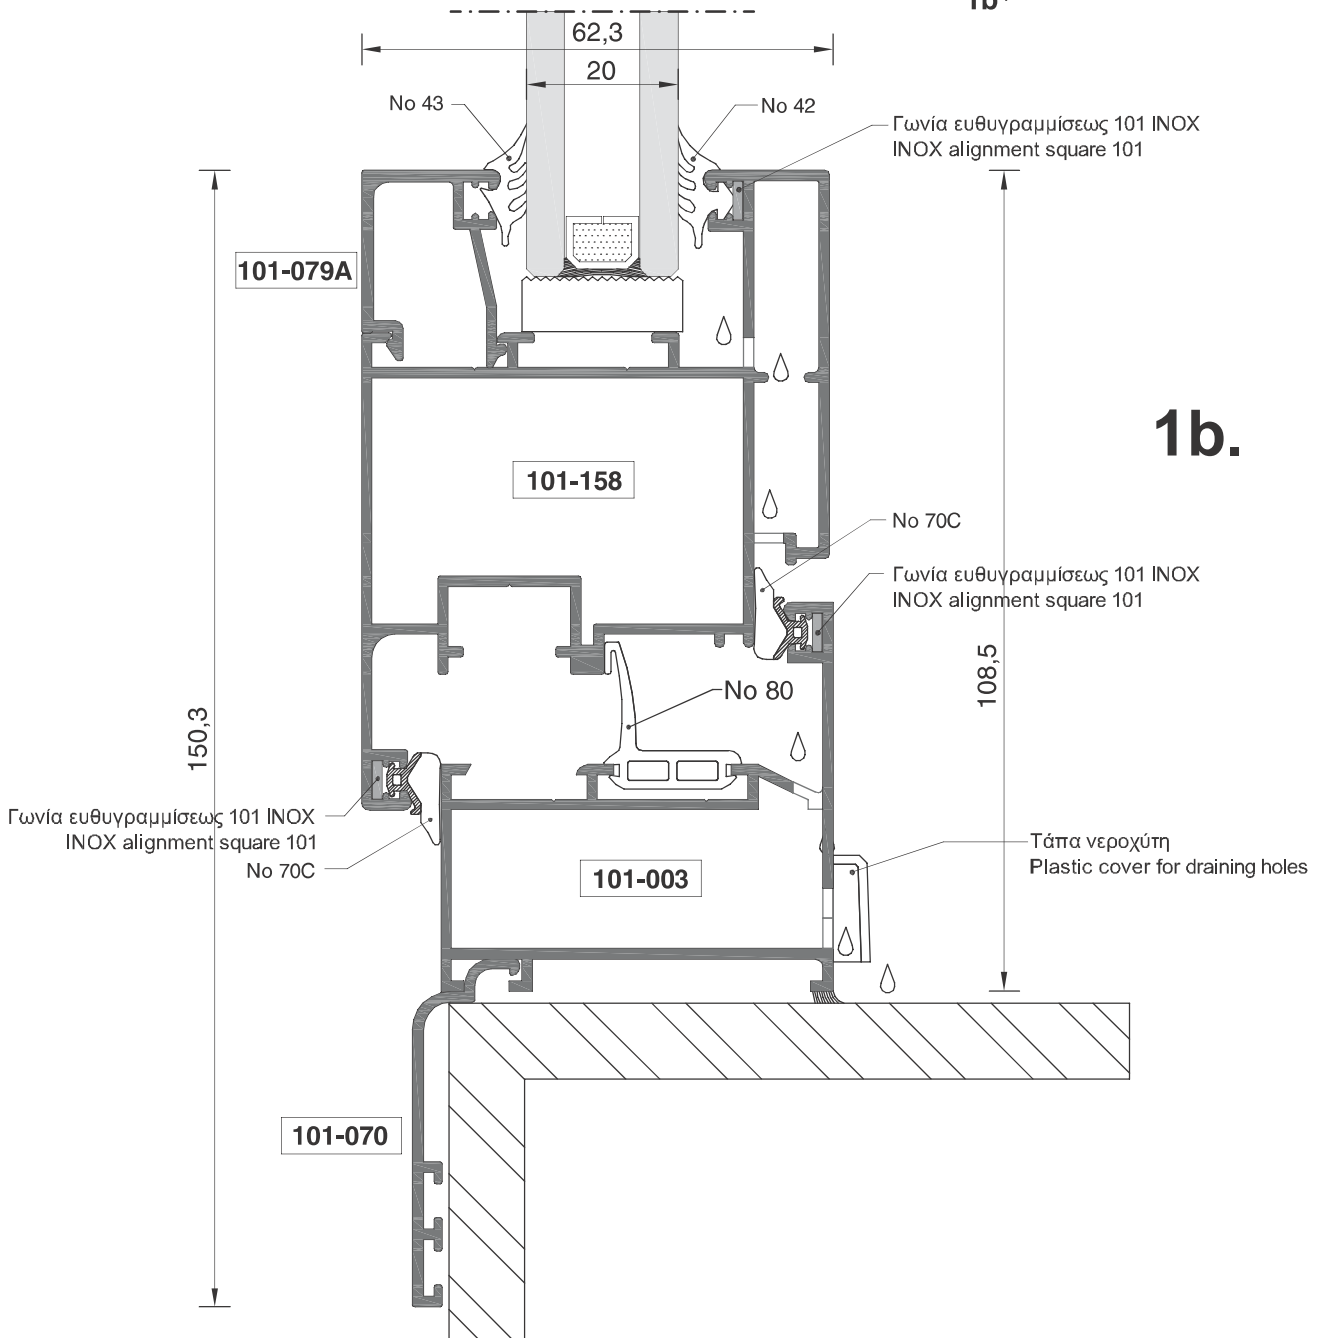 1b.
62,3
20
No 43
No 42
Γωνία ευθυγραμμίσεως 101 INOX
INOX alignment square 101
101-079A
1b.
101-158
No 70C
Γωνία ευθυγραμμίσεως 101 INOX
INOX alignment square 101
108,5
No 80
150,3
Γωνία ευθυγραμμίσεως 101 INOX
INOX alignment square 101
No 70C
Τάπα νεροχύτη
Plastic cover for draining holes
101-003
101-070